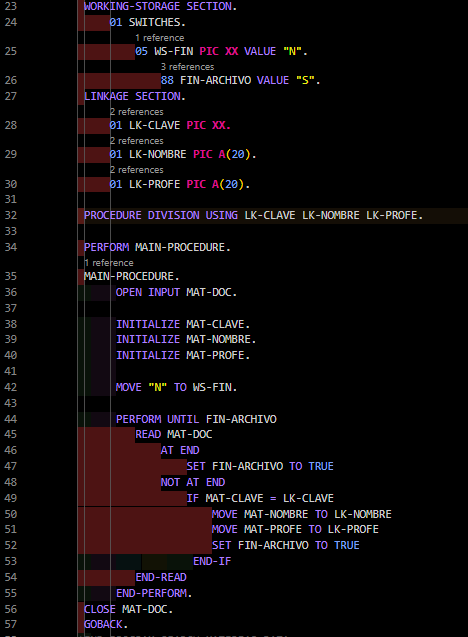 23 WORKING-STORAGE SECTION.
24 01 SWITCHES.
1 reference
25 05 WS-FIN PIC XX VALUE "N".
3 references
26 88 FIN-ARCHIVO VALUE "S".
27 LINKAGE SECTION.
2 references
28 01 LK-CLAVE PIC XX.
2 references
29 01 LK-NOMBRE PIC A(20).
2 references
30 01 LK-PROFE PIC A(20).
31
32 PROCEDURE DIVISION USING LK-CLAVE LK-NOMBRE LK-PROFE.
33
34 PERFORM MAIN-PROCEDURE.
1 reference
35 MAIN-PROCEDURE.
36 OPEN INPUT MAT-DOC.
37
38 INITIALIZE MAT-CLAVE.
39 INITIALIZE MAT-NOMBRE.
40 INITIALIZE MAT-PROFE.
41
42 MOVE "N" TO WS-FIN.
43
44 PERFORM UNTIL FIN-ARCHIVO
45 READ MAT-DOC
46 AT END
47 SET FIN-ARCHIVO TO TRUE
48 NOT AT END
49 IF MAT-CLAVE = LK-CLAVE
50 MOVE MAT-NOMBRE TO LK-NOMBRE
51 MOVE MAT-PROFE TO LK-PROFE
52 SET FIN-ARCHIVO TO TRUE
53 END-IF
54 END-READ
55 END-PERFORM.
56 CLOSE MAT-DOC.
57 GOBACK.